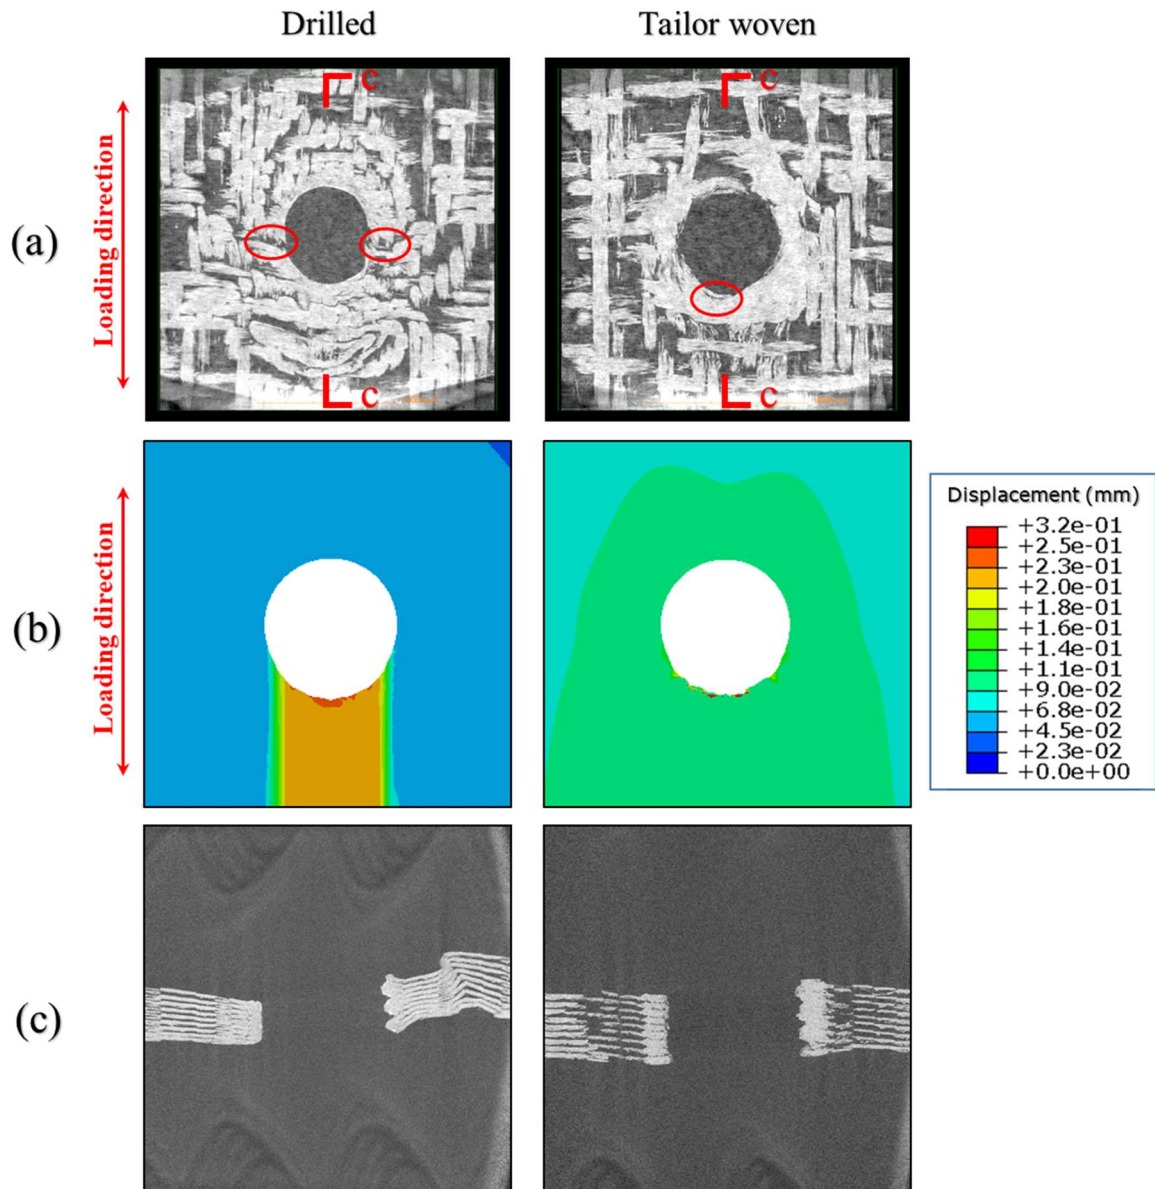 Drilled
Tailor woven
(a)
Loading direction
c
c
c
c
(b)
Loading direction
Displacement (mm)
+3.2e-01
+2.5e-01
+2.3e-01
+2.0e-01
+1.8e-01
+1.6e-01
+1.4e-01
+1.1e-01
+9.0e-02
+6.8e-02
+4.5e-02
+2.3e-02
+0.0e+00
(c)